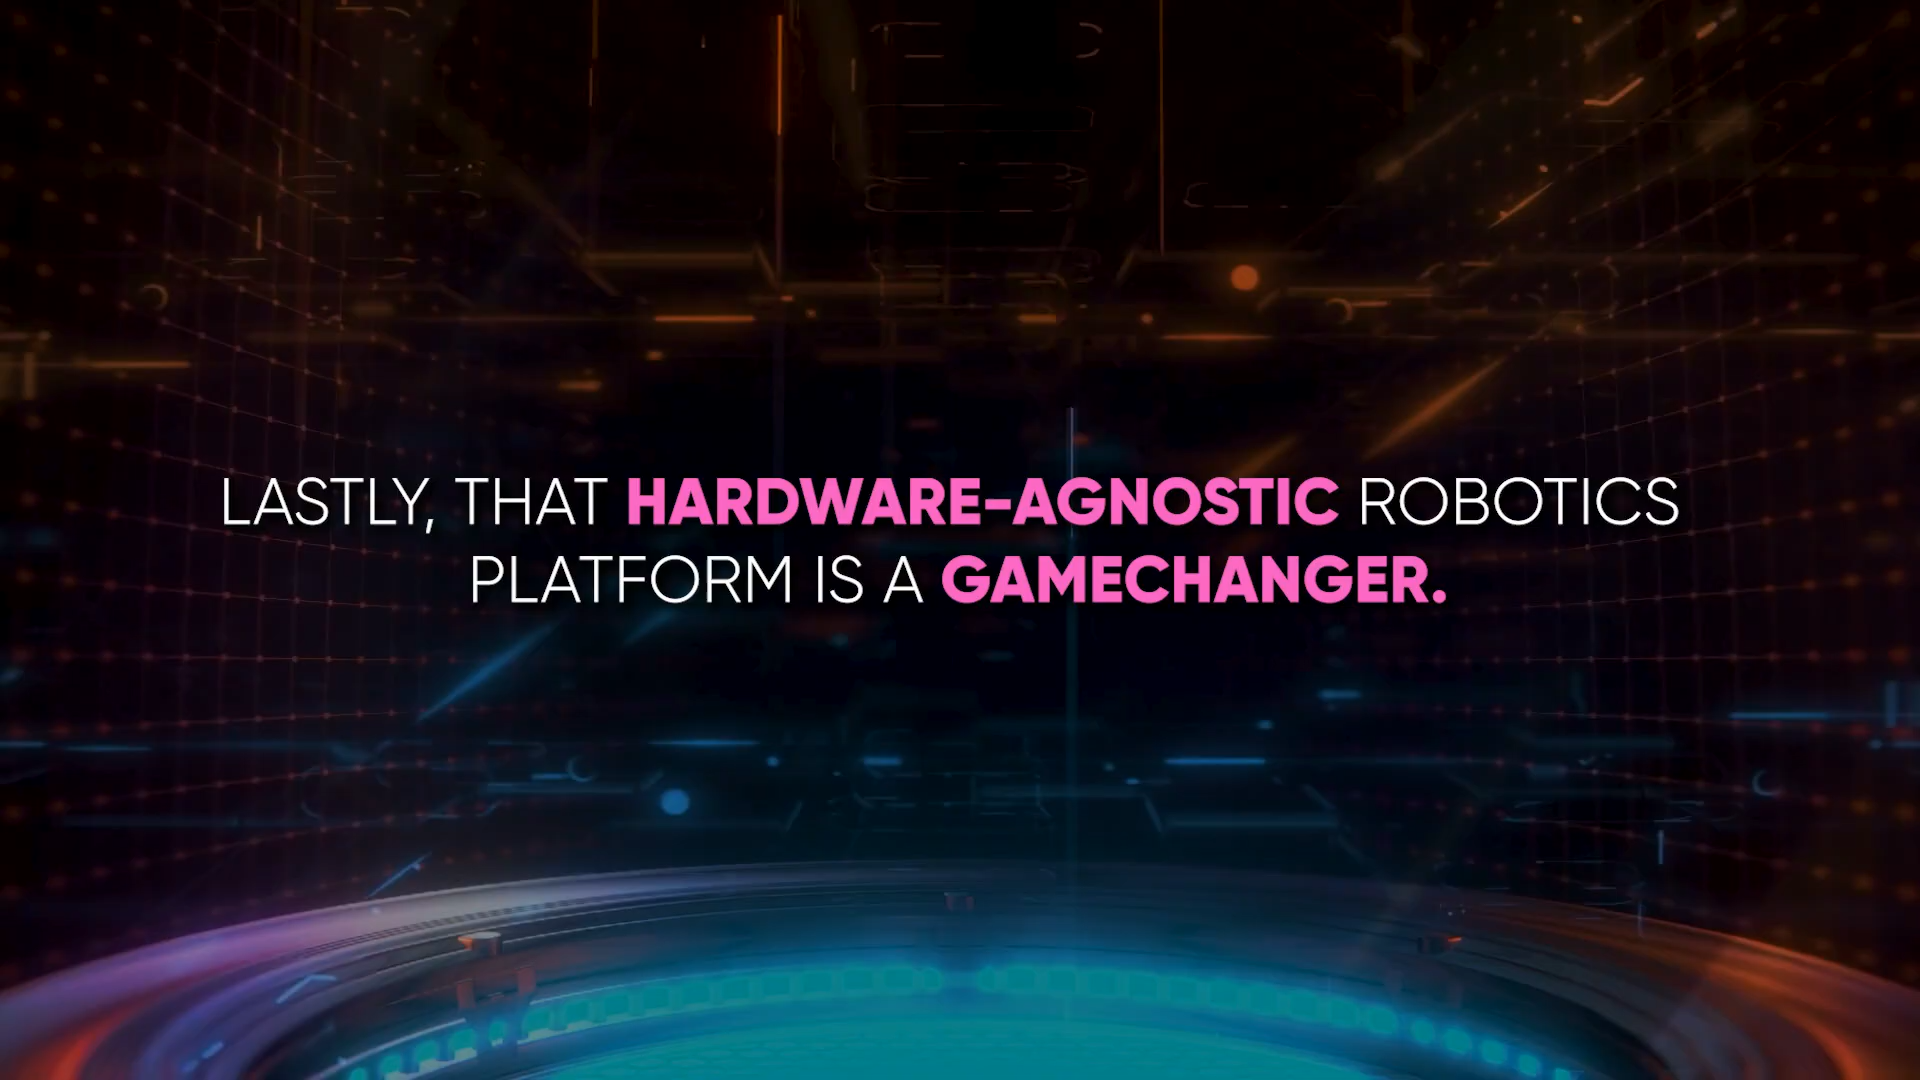 LASTLY, THAT HARDWARE-AGNOSTIC ROBOTICS
PLATFORM IS A GAMECHANGER.